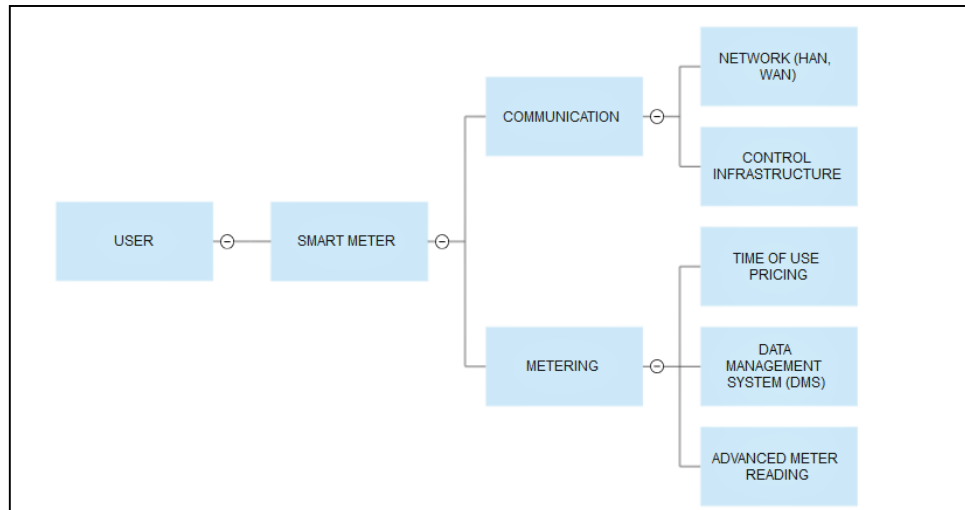 NETWORK (HAN,
WAN)
COMMUNICATION
CONTROL
INFRASTRUCTURE
USER
SMART METER
TIME OF USE
PRICING
METERING
DATA
MANAGEMENT
SYSTEM (DMS)
ADVANCED METER
READING